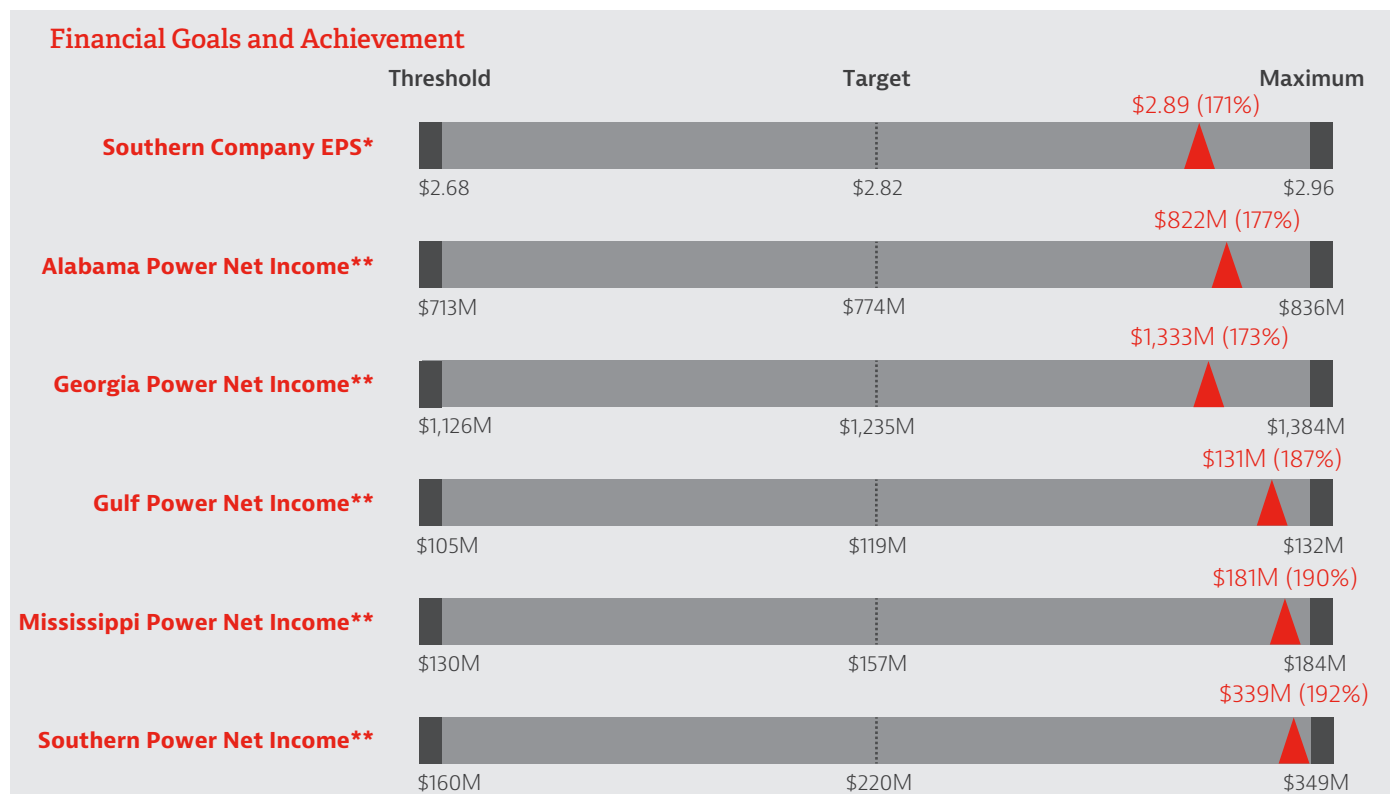 Financial Goals and Achievement
Threshold Target Maximum
$2.89 (171%)
Southern Company EPS*
$2.68 $2.82 $2.96
$822M (177%)
Alabama Power Net Income**
$713M $774M $836M
$1,333M (173%)
Georgia Power Net Income**
$1,126M $1,235M $1,384M
$131M (187%)
Gulf Power Net Income**
$105M $119M $132M
$181M (190%)
Mississippi Power Net Income**
$130M $157M $184M
$339M (192%)
Southern Power Net Income**
$160M $220M $349M